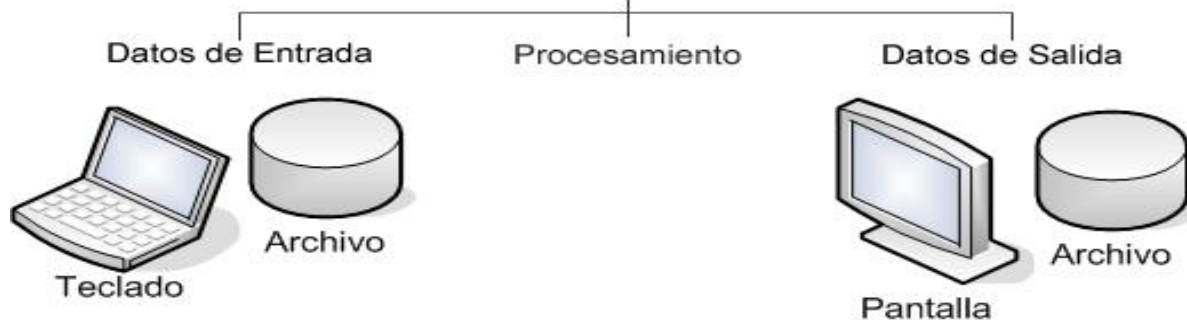 Datos de Entrada
Procesamiento
Datos de Salida
Teclado
Archivo
Pantalla
Archivo